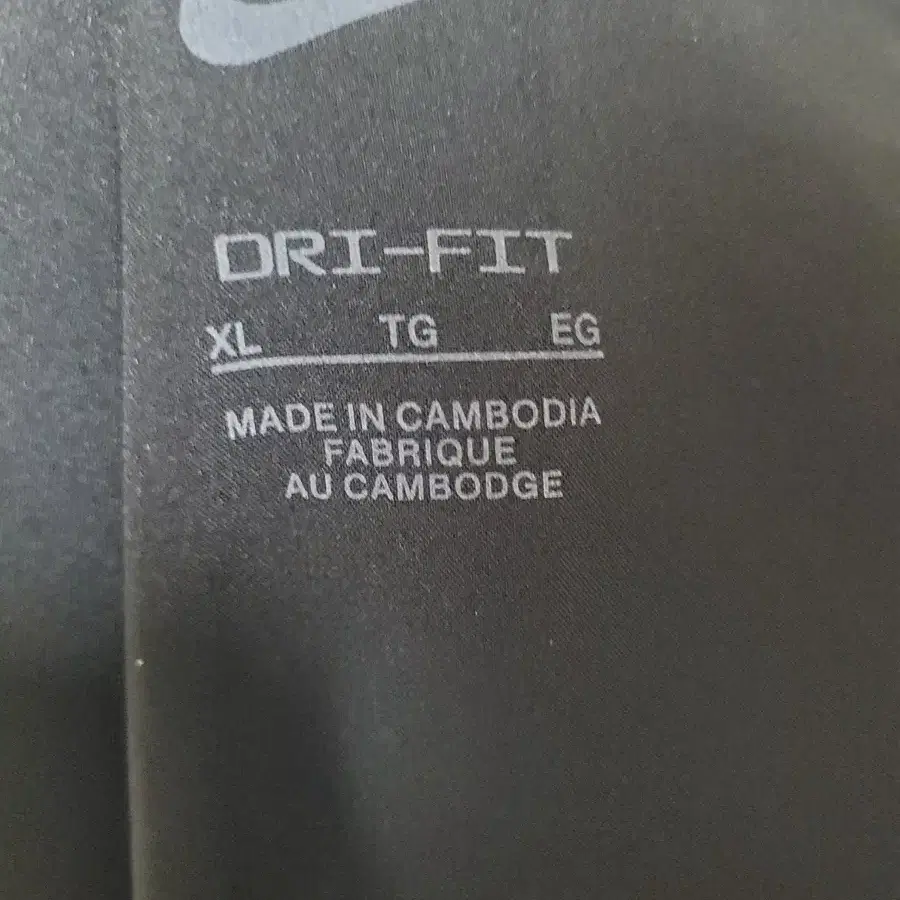 DRI-FIT
XL TG EG
MADE IN CAMBODIA
FABRIQUE
AU CAMBODGE